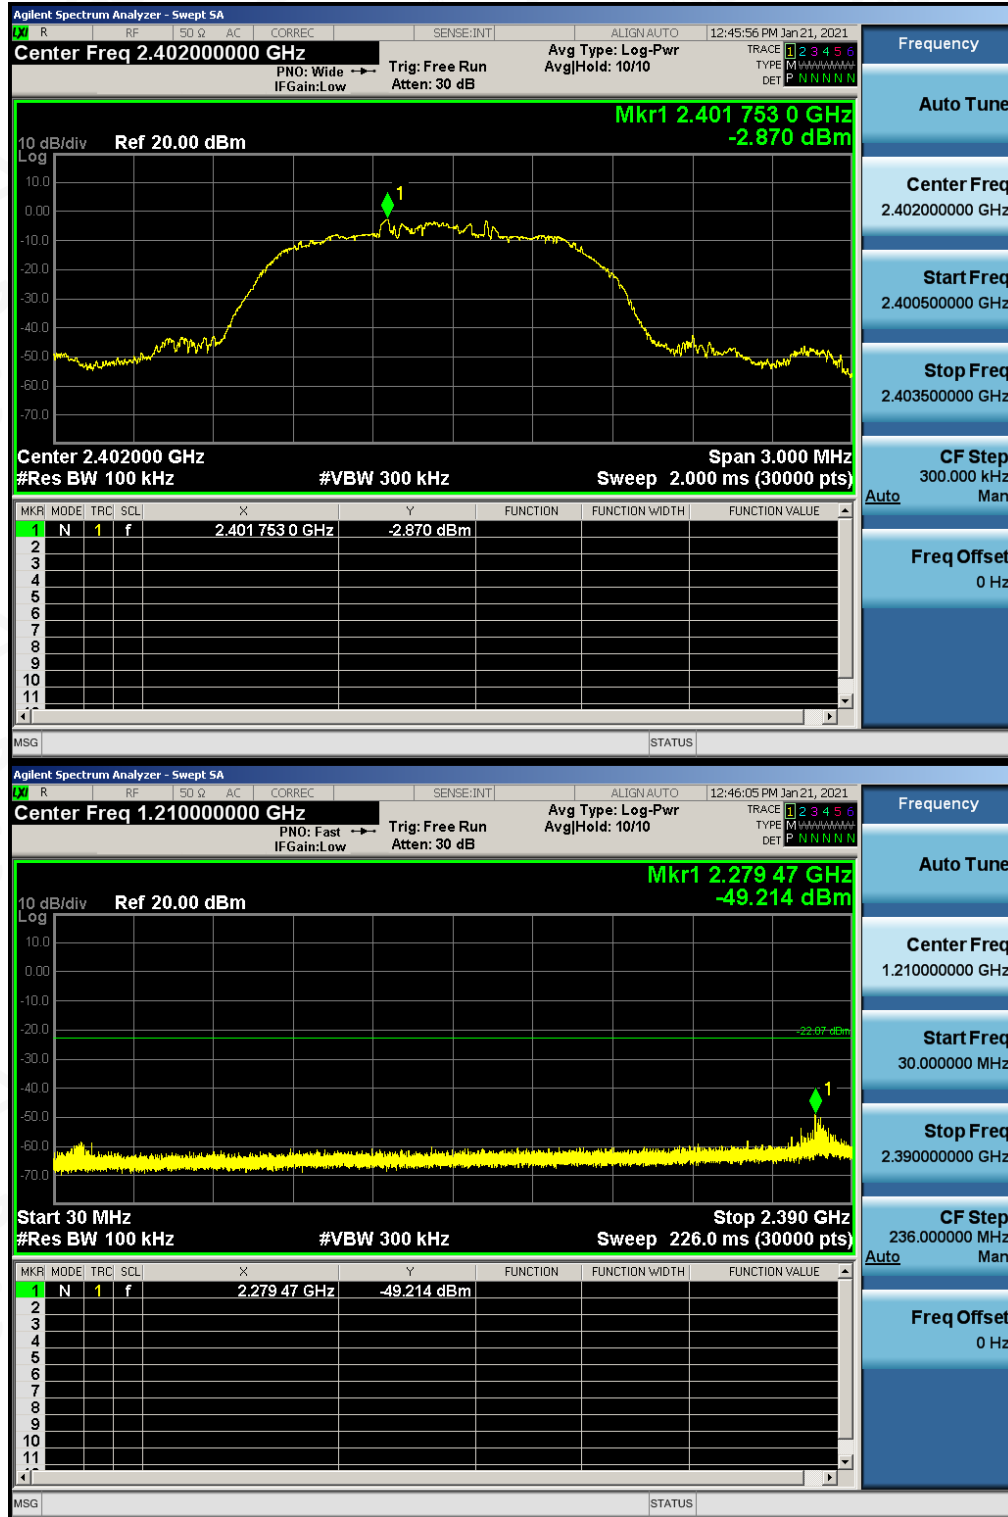 Agilent Spectrum Analyzer - Swept SA
LXI R RF 50 Ω AC CORREC SENSE:INT ALIGN AUTO 12:45:56 PM Jan 21, 2021
Center Freq 2.402000000 GHz
PNO: Wide
IFGain:Low
Trig: Free Run
Atten: 30 dB
Avg Type: Log-Pwr
Avg|Hold: 10/10
TRACE 1 2 3 4 5 6
TYPE M WWWWW
DET P N N N N N
Mkr1 2.401 753 0 GHz
-2.870 dBm
10 dB/div Ref 20.00 dBm
Log
10.0
0.00
-10.0
-20.0
-30.0
-40.0
-50.0
-60.0
-70.0
1
Center 2.402000 GHz Span 3.000 MHz
#Res BW 100 kHz #VBW 300 kHz Sweep 2.000 ms (30000 pts)
MKR MODE TRC SCL X Y FUNCTION FUNCTION WIDTH FUNCTION VALUE
1 N 1 f 2.401 753 0 GHz -2.870 dBm
2
3
4
5
6
7
8
9
10
11
MSG STATUS
Frequency
Auto Tune
Center Freq
2.402000000 GHz
Start Freq
2.400500000 GHz
Stop Freq
2.403500000 GHz
CF Step
300.000 kHz
Auto Man
Freq Offset
0 Hz
Agilent Spectrum Analyzer - Swept SA
LXI R RF 50 Ω AC CORREC SENSE:INT ALIGN AUTO 12:46:05 PM Jan 21, 2021
Center Freq 1.210000000 GHz
PNO: Fast
IFGain:Low
Trig: Free Run
Atten: 30 dB
Avg Type: Log-Pwr
Avg|Hold: 10/10
TRACE 1 2 3 4 5 6
TYPE M WWWWW
DET P N N N N N
Mkr1 2.279 47 GHz
-49.214 dBm
10 dB/div Ref 20.00 dBm
Log
10.0
0.00
-10.0
-20.0
-30.0
-40.0
-50.0
-60.0
-70.0
-22.87 dBm
1
Start 30 MHz Stop 2.390 GHz
#Res BW 100 kHz #VBW 300 kHz Sweep 226.0 ms (30000 pts)
MKR MODE TRC SCL X Y FUNCTION FUNCTION WIDTH FUNCTION VALUE
1 N 1 f 2.279 47 GHz -49.214 dBm
2
3
4
5
6
7
8
9
10
11
MSG STATUS
Frequency
Auto Tune
Center Freq
1.210000000 GHz
Start Freq
30.000000 MHz
Stop Freq
2.390000000 GHz
CF Step
236.000000 MHz
Auto Man
Freq Offset
0 Hz